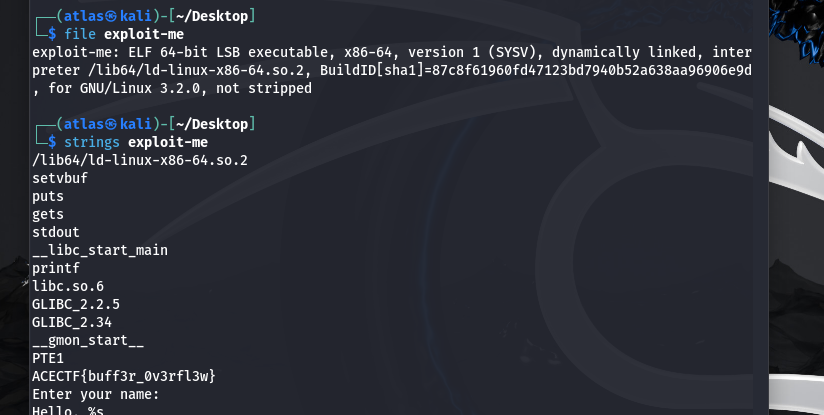 ┌──(atlas㉿kali)-[~/Desktop]
└─$ file exploit-me
exploit-me: ELF 64-bit LSB executable, x86-64, version 1 (SYSV), dynamically linked, inter
preter /lib64/ld-linux-x86-64.so.2, BuildID[sha1]=87c8f61960fd47123bd7940b52a638aa96906e9d
, for GNU/Linux 3.2.0, not stripped
┌──(atlas㉿kali)-[~/Desktop]
└─$ strings exploit-me
/lib64/ld-linux-x86-64.so.2
setvbuf
puts
gets
stdout
__libc_start_main
printf
libc.so.6
GLIBC_2.2.5
GLIBC_2.34
__gmon_start__
PTE1
ACECTF{buff3r_0v3rfl3w}
Enter your name:
Hello, %s